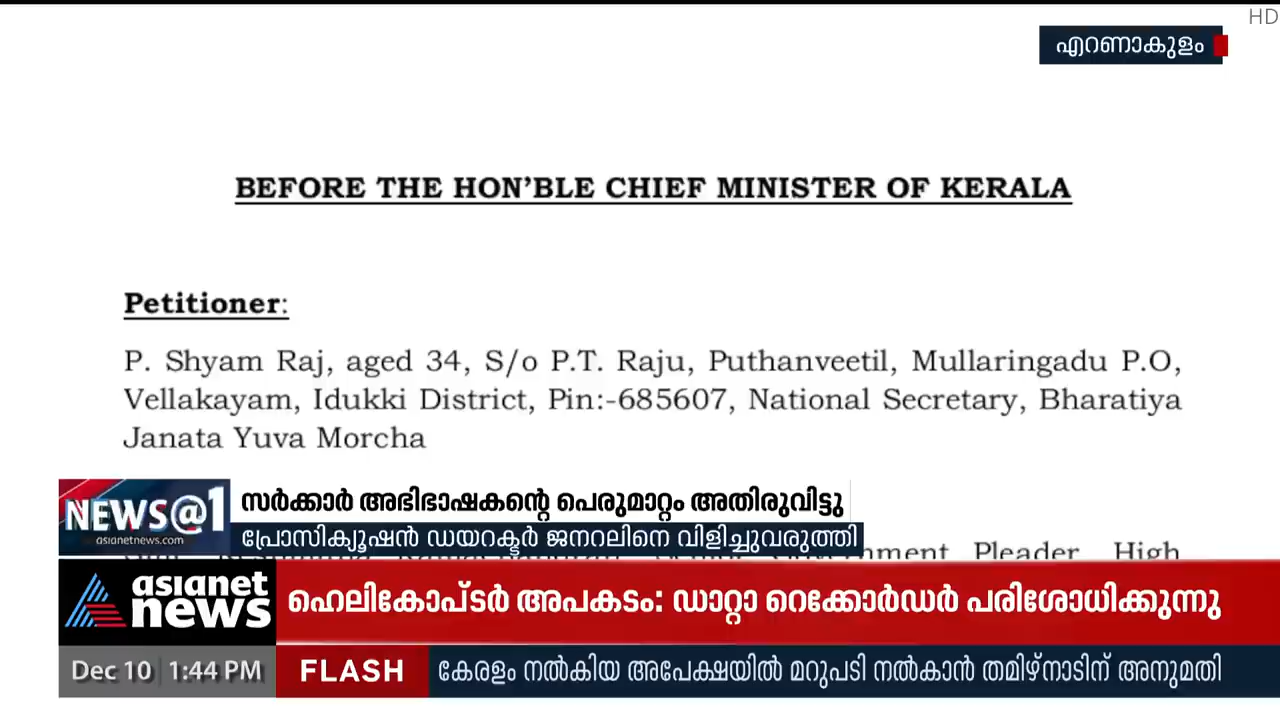 HD
എറണാകുളം
BEFORE THE HON'BLE CHIEF MINISTER OF KERALA
Petitioner:
P. Shyam Raj, aged 34, S/o P.T. Raju, Puthanveetil, Mullaringadu P.O,
Vellakayam, Idukki District, Pin:-685607, National Secretary, Bharatiya
Janata Yuva Morcha
NEWS@1
asianetnews.com
സർക്കാർ അഭിഭാഷകന്റെ പെരുമാറ്റം അതിരുവിട്ടു
പ്രോസിക്യൂഷൻ ഡയറക്ടർ ജനറലിനെ വിളിച്ചുവരുത്തി
Government Pleader, High
asianet
news
ഹെലികോപ്ടർ അപകടം: ഡാറ്റാ റെക്കോർഡർ പരിശോധിക്കുന്നു
Dec 10 1:44 PM
FLASH
കേരളം നൽകിയ അപേക്ഷയിൽ മറുപടി നൽകാൻ തമിഴ്നാടിന് അനുമതി